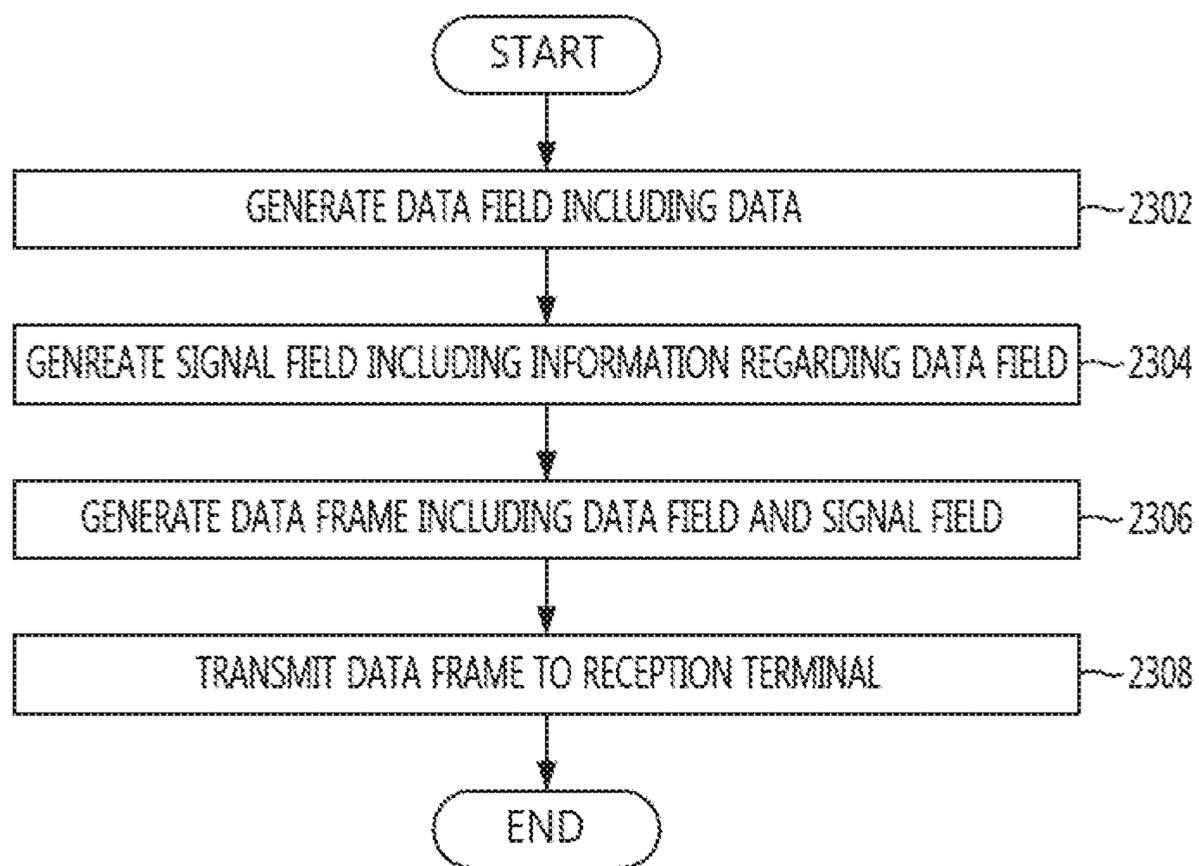 START
GENERATE DATA FIELD INCLUDING DATA
2302
GENREATE SIGNAL FIELD INCLUDING INFORMATION REGARDING DATA FIELD
2304
GENERATE DATA FRAME INCLUDING DATA FIELD AND SIGNAL FIELD
2306
TRANSMIT DATA FRAME TO RECEPTION TERMINAL
2308
END